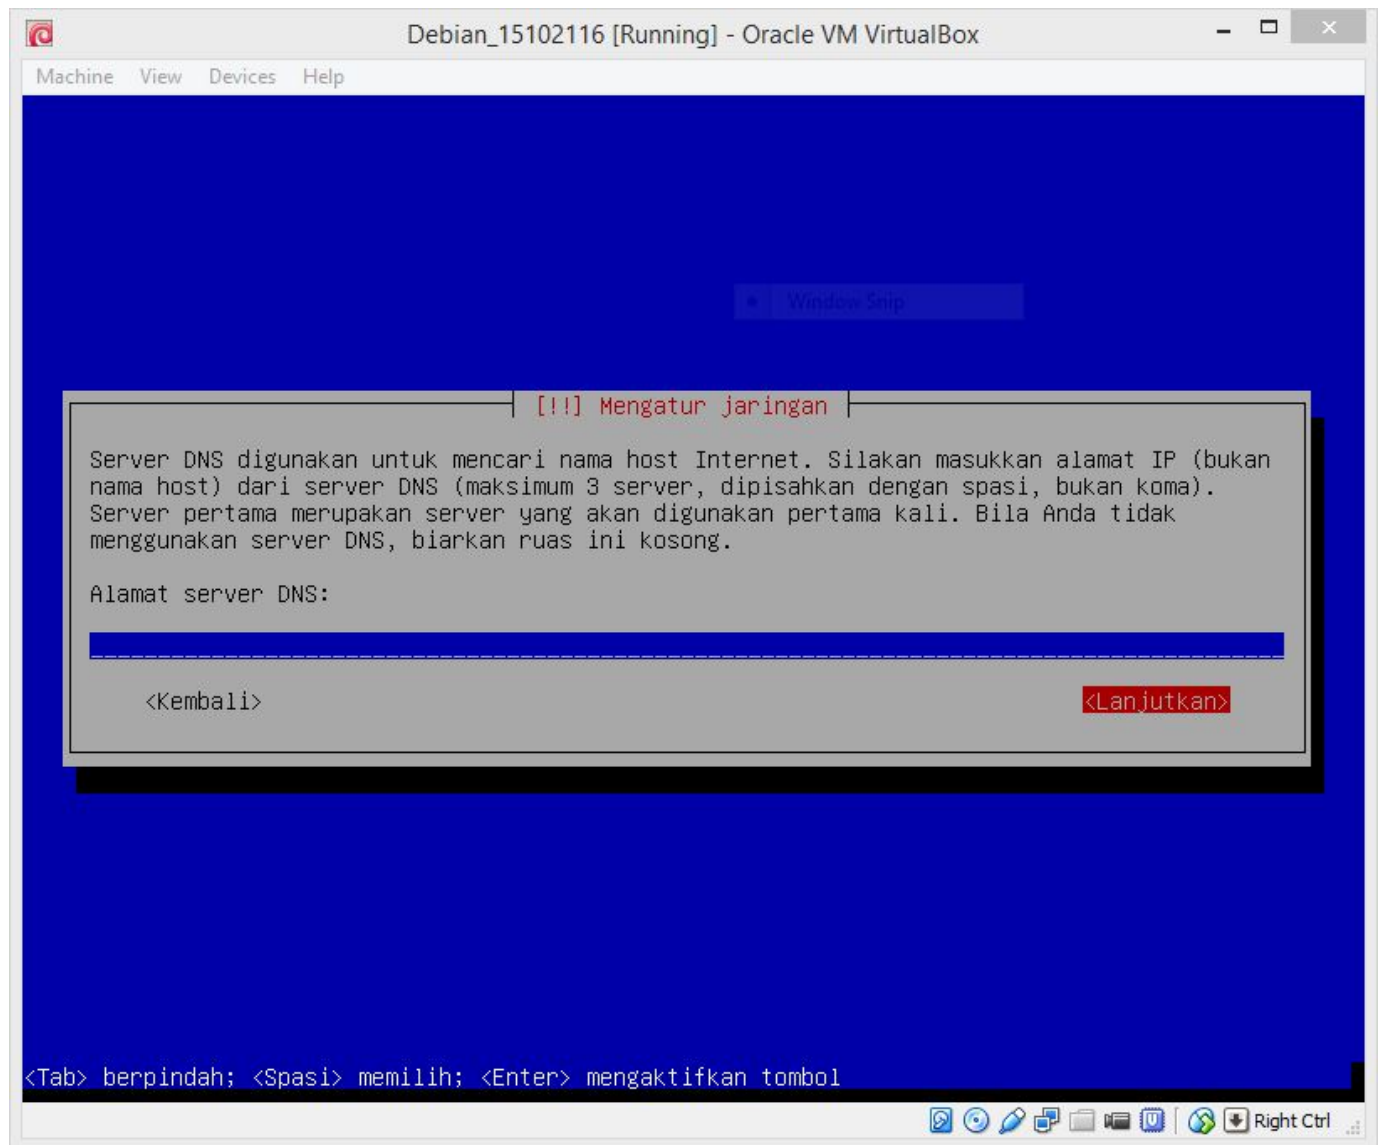 Debian_15102116 [Running] - Oracle VM VirtualBox
Machine View Devices Help
Window Snip
[!!] Mengatur jaringan
Server DNS digunakan untuk mencari nama host Internet. Silakan masukkan alamat IP (bukan
nama host) dari server DNS (maksimum 3 server, dipisahkan dengan spasi, bukan koma).
Server pertama merupakan server yang akan digunakan pertama kali. Bila Anda tidak
menggunakan server DNS, biarkan ruas ini kosong.
Alamat server DNS:
<Kembali> <Lanjutkan>
<Tab> berpindah; <Spasi> memilih; <Enter> mengaktifkan tombol
Right Ctrl